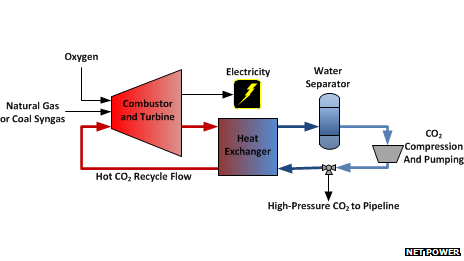 Oxygen
Natural Gas
or Coal Syngas
Combustor
and Turbine
Electricity
Water
Separator
Heat
Exchanger
CO₂
Compression
And Pumping
Hot CO₂ Recycle Flow
High-Pressure CO₂ to Pipeline
NET POWER